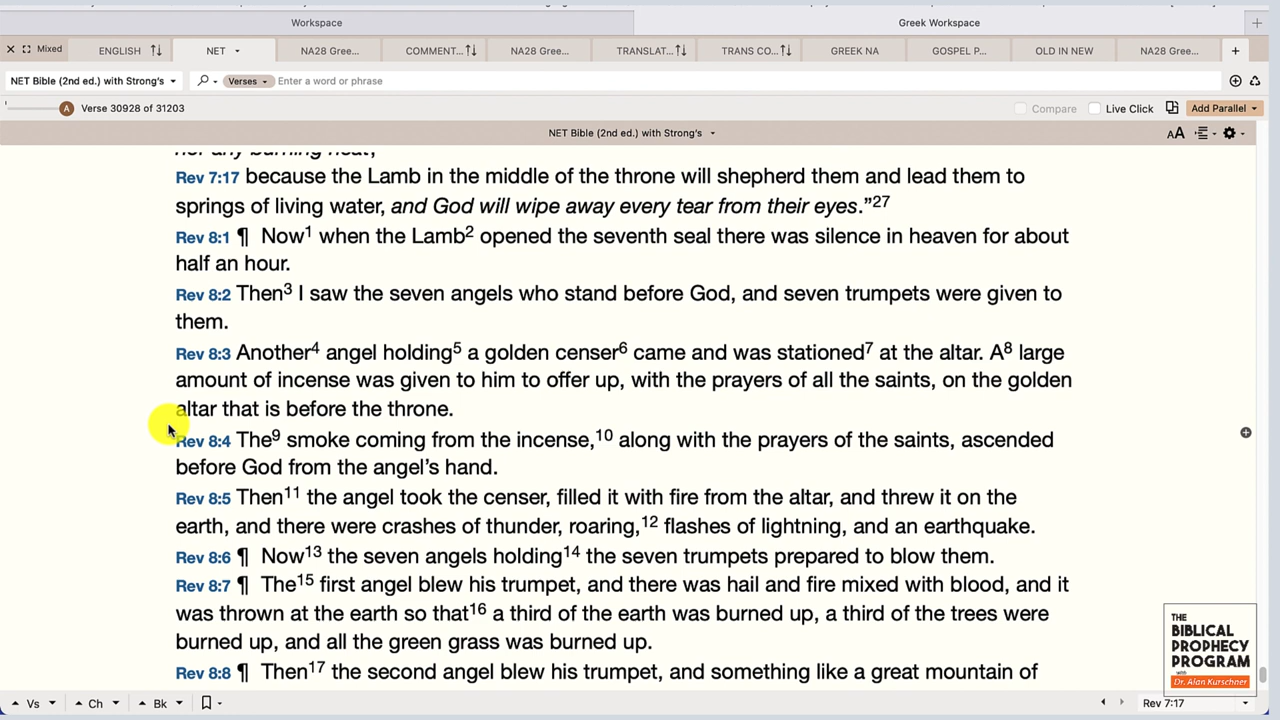 Workspace
Greek Workspace
Mixed
ENGLISH
NET
NA28 Gree...
COMMENT...
NA28 Gree...
TRANSLAT...
TRANS CO...
GREEK NA
GOSPEL P...
OLD IN NEW
NA28 Gree...
NET Bible (2nd ed.) with Strong's
Verses
Enter a word or phrase
A
Verse 30928 of 31203
Compare
Live Click
Add Parallel
NET Bible (2nd ed.) with Strong's
AA
nor any burning heat,
Rev 7:17 because the Lamb in the middle of the throne will shepherd them and lead them to
springs of living water, and God will wipe away every tear from their eyes.”27
Rev 8:1 ¶ Now1 when the Lamb2 opened the seventh seal there was silence in heaven for about
half an hour.
Rev 8:2 Then3 I saw the seven angels who stand before God, and seven trumpets were given to
them.
Rev 8:3 Another4 angel holding5 a golden censer6 came and was stationed7 at the altar. A8 large
amount of incense was given to him to offer up, with the prayers of all the saints, on the golden
altar that is before the throne.
Rev 8:4 The9 smoke coming from the incense,10 along with the prayers of the saints, ascended
before God from the angel’s hand.
Rev 8:5 Then11 the angel took the censer, filled it with fire from the altar, and threw it on the
earth, and there were crashes of thunder, roaring,12 flashes of lightning, and an earthquake.
Rev 8:6 ¶ Now13 the seven angels holding14 the seven trumpets prepared to blow them.
Rev 8:7 ¶ The15 first angel blew his trumpet, and there was hail and fire mixed with blood, and it
was thrown at the earth so that16 a third of the earth was burned up, a third of the trees were
burned up, and all the green grass was burned up.
Rev 8:8 ¶ Then17 the second angel blew his trumpet, and something like a great mountain of
THE
BIBLICAL
PROPHECY
PROGRAM
with
Dr. Alan Kurschner
Vs
Ch
Bk
Rev 7:17